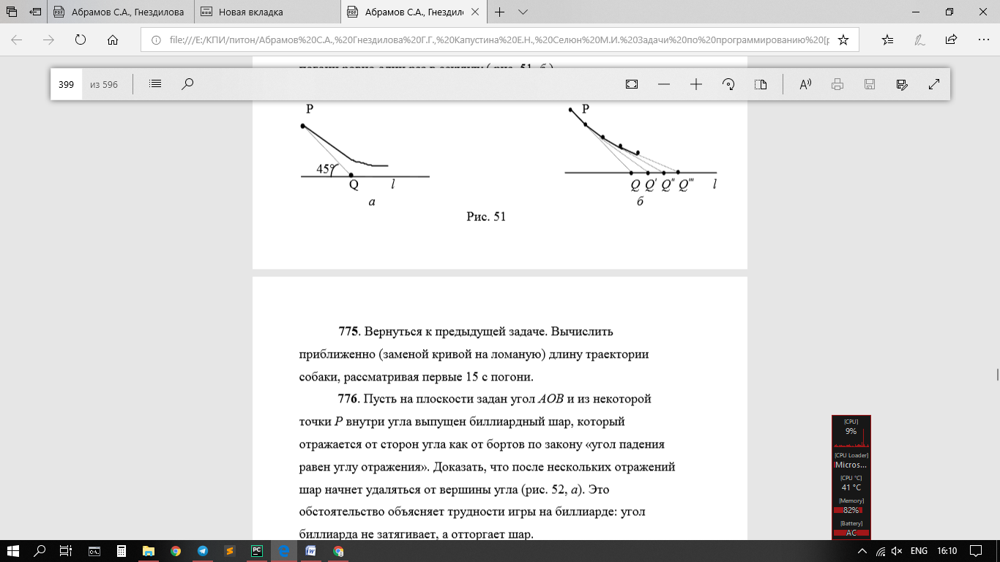 Абрамов С.А., Гнездилова
Новая вкладка
Абрамов С.А., Гнездил
file:///E:/КПИ/питон/Абрамов%20С.А.,%20Гнездилова%20Г.Г.,%20Капустина%20Е.Н.,%20Селюн%20М.И.%20Задачи%20по%20программированию%20[р
399 из 596
P
45°
Q
l
а
P
Q Q' Q'' Q''' l
б
Рис. 51
775. Вернуться к предыдущей задаче. Вычислить
приближенно (заменой кривой на ломаную) длину траектории
собаки, рассматривая первые 15 с погони.
776. Пусть на плоскости задан угол AOB и из некоторой
точки P внутри угла выпущен биллиардный шар, который
отражается от сторон угла как от бортов по закону «угол падения
равен углу отражения». Доказать, что после нескольких отражений
шар начнет удаляться от вершины угла (рис. 52, а). Это
обстоятельство объясняет трудности игры на биллиарде: угол
биллиарда не затягивает, а отторгает шар.
[CPU]
9%
[CPU Loader]
Micros...
[CPU °C]
41 °C
[Memory]
82%
[Battery]
AC
ENG 16:10